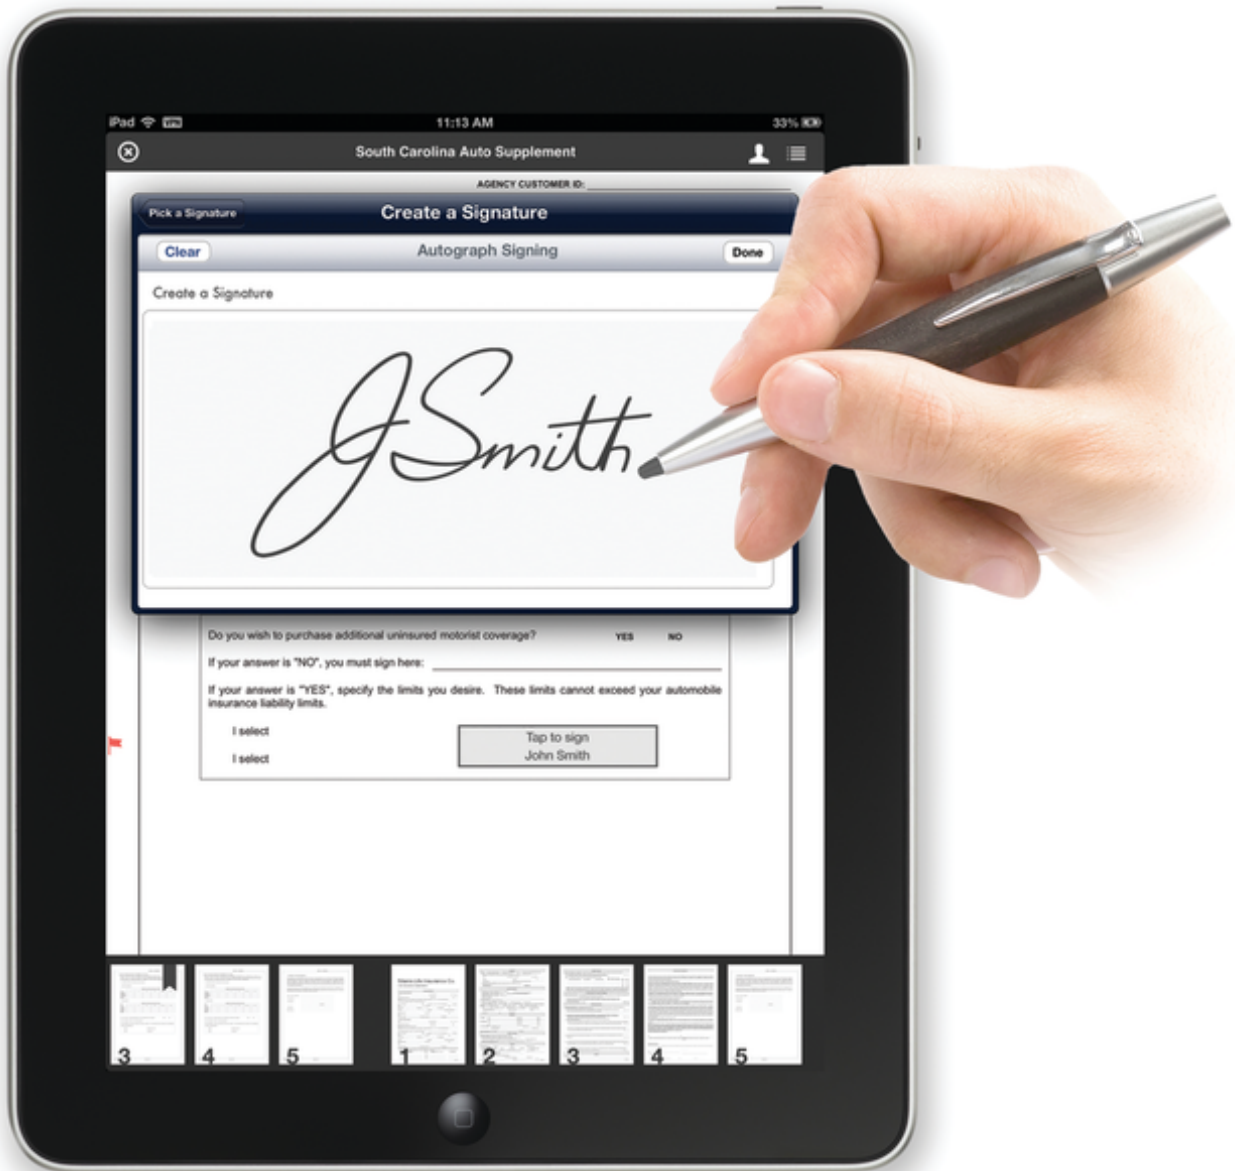 iPad 11:13 AM 33%
South Carolina Auto Supplement
AGENCY CUSTOMER ID:
Pick a Signature Create a Signature
Clear Autograph Signing Done
Create a Signature
J Smith
Do you wish to purchase additional uninsured motorist coverage? YES NO
If your answer is "NO", you must sign here:
If your answer is "YES", specify the limits you desire. These limits cannot exceed your automobile
insurance liability limits.
I select
I select
Tap to sign
John Smith
3 4 5 1 2 3 4 5